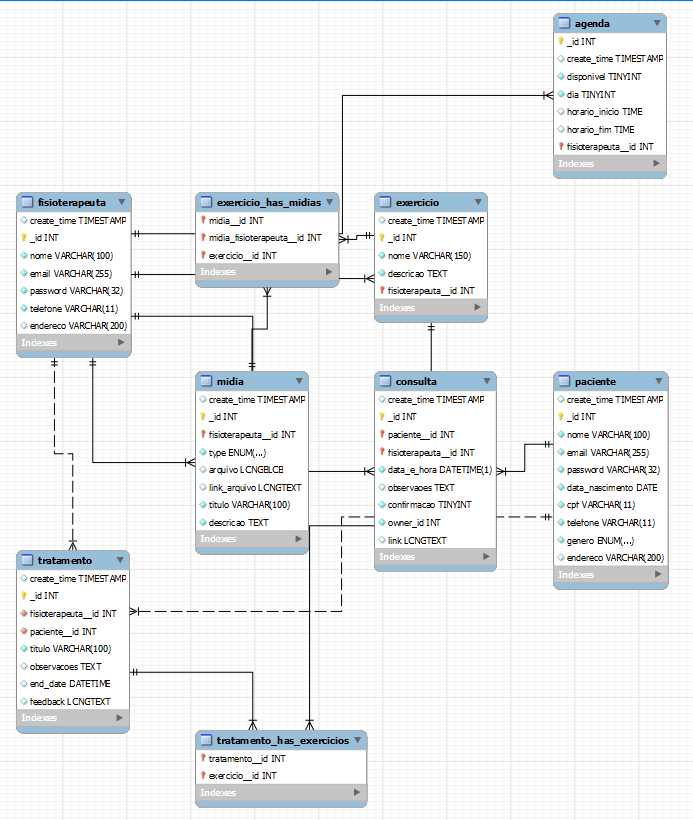 agenda
_id INT
create_time TIMESTAMP
disponivel TINYINT
dia TINYINT
horario_inicio TIME
horario_fim TIME
fisioterapeuta__id INT
Indexes
fisioterapeuta
create_time TIMESTAMP
_id INT
nome VARCHAR(100)
email VARCHAR(255)
password VARCHAR(32)
telefone VARCHAR(11)
endereco VARCHAR(200)
Indexes
exercicio_has_midias
midia__id INT
midia_fisioterapeuta__id INT
exercicio__id INT
Indexes
exercicio
create_time TIMESTAMP
_id INT
nome VARCHAR(150)
descricao TEXT
fisioterapeuta__id INT
Indexes
midia
create_time TIMESTAMP
_id INT
fisioterapeuta__id INT
type ENUM(...)
arquivo LONGBLOB
link_arquivo LONGTEXT
titulo VARCHAR(100)
descricao TEXT
Indexes
consulta
create_time TIMESTAMP
_id INT
paciente__id INT
fisioterapeuta__id INT
data_e_hora DATETIME(1)
observaoes TEXT
confirmacao TINYINT
owner_id INT
link LONGTEXT
Indexes
paciente
create_time TIMESTAMP
_id INT
nome VARCHAR(100)
email VARCHAR(255)
password VARCHAR(32)
data_nascimento DATE
cpf VARCHAR(11)
telefone VARCHAR(11)
genero ENUM(...)
endereco VARCHAR(200)
Indexes
tratamento
create_time TIMESTAMP
_id INT
fisioterapeuta__id INT
paciente__id INT
titulo VARCHAR(100)
observacoes TEXT
end_date DATETIME
feedback LONGTEXT
Indexes
tratamento_has_exercicios
tratamento__id INT
exercicio__id INT
Indexes